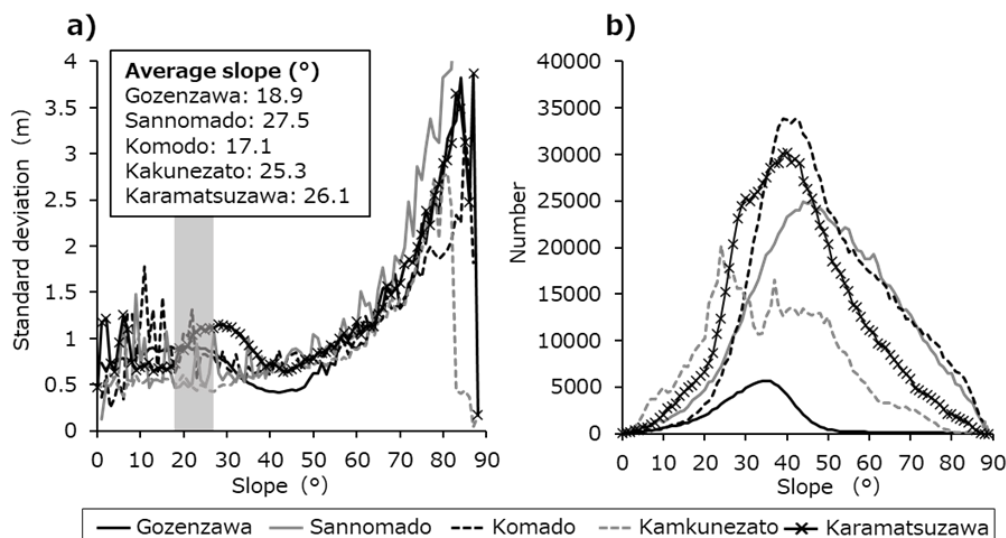 a)
Average slope (°)
Gozenzawa: 18.9
Sannomado: 27.5
Komodo: 17.1
Kakunezato: 25.3
Karamatsuzawa: 26.1
Standard deviation (m)
4
3.5
3
2.5
2
1.5
1
0.5
0
0 10 20 30 40 50 60 70 80 90
Slope (°)
b)
Number
40000
35000
30000
25000
20000
15000
10000
5000
0
0 10 20 30 40 50 60 70 80 90
Slope (°)
Gozenzawa Sannomado Komado Kamkunezato Karamatsuzawa